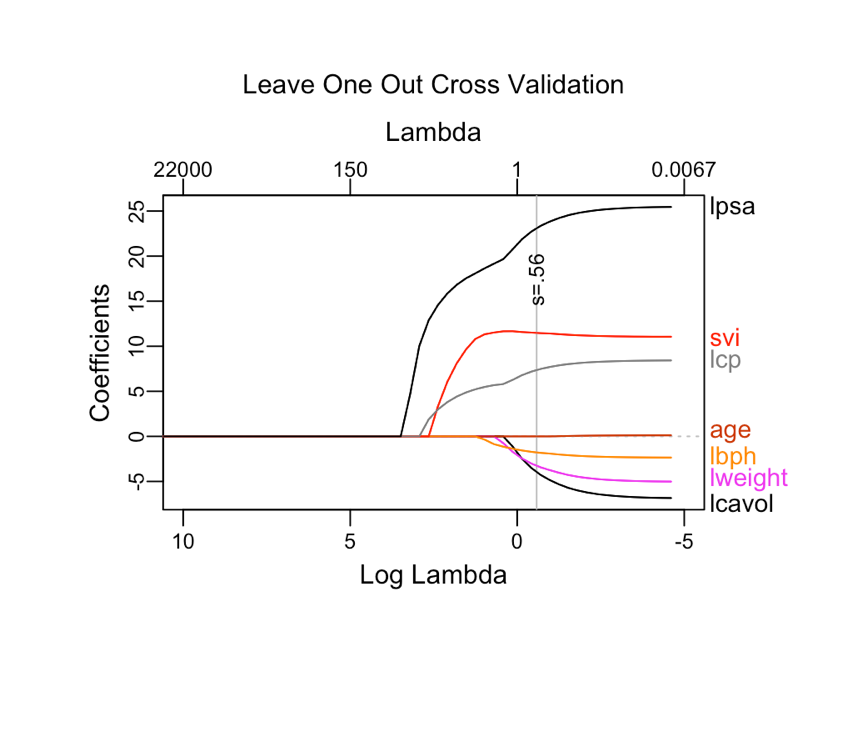 Leave One Out Cross Validation
Lambda
22000 150 1 0.0067
25
20
15
10
5
0
-5
Coefficients
s=.56
lpsa
svi
lcp
age
lbph
lweight
lcavol
10 5 0 -5
Log Lambda